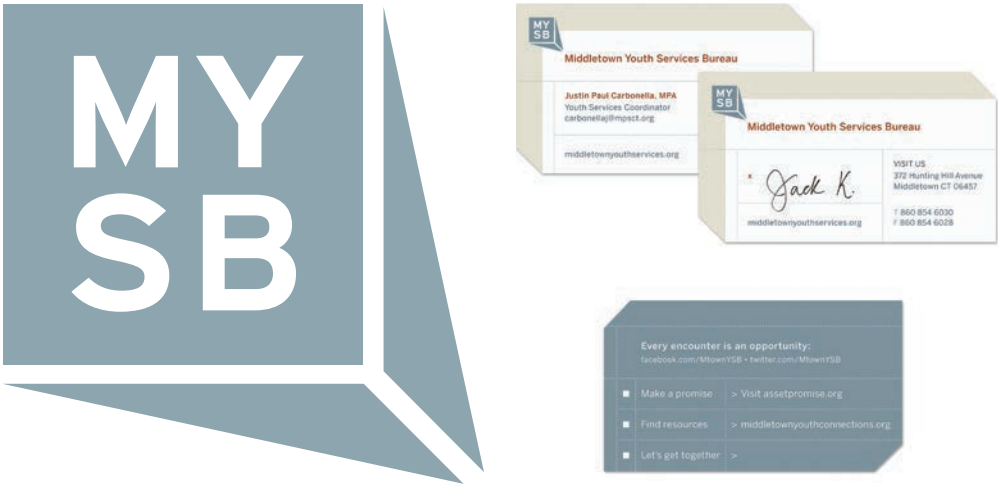 MY
SB
MY
SB
Middletown Youth Services Bureau
Justin Paul Carbonella, MPA
Youth Services Coordinator
carbonellaj@mpsct.org
middletownyouthservices.org
MY
SB
Middletown Youth Services Bureau
x Jack K.
middletownyouthservices.org
VISIT US
372 Hunting Hill Avenue
Middletown CT 06457
T 860 854 6030
F 860 854 6028
Every encounter is an opportunity:
facebook.com/MtownYSB • twitter.com/MtownYSB
Make a promise > Visit assetpromise.org
Find resources > middletownyouthconnections.org
Let's get together >